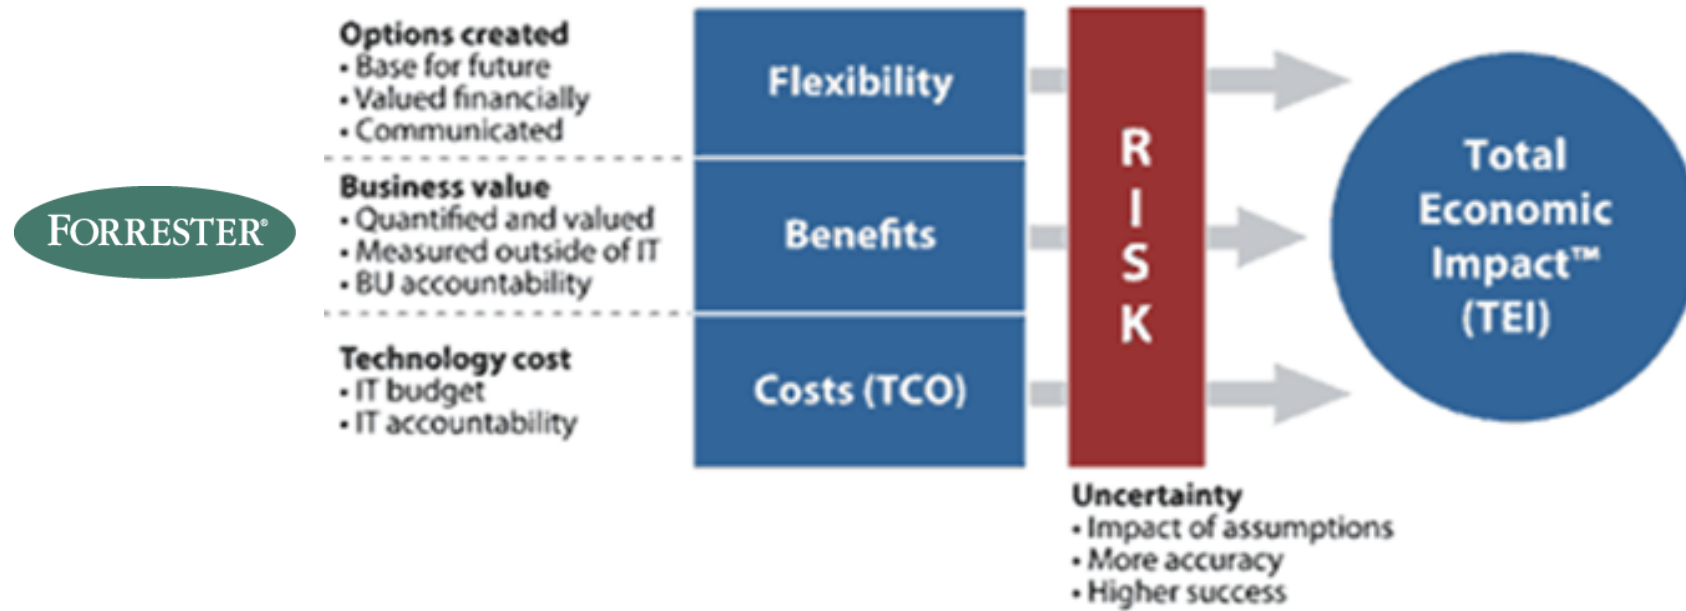 FORRESTER®
Options created
• Base for future
• Valued financially
• Communicated
Flexibility
Business value
• Quantified and valued
• Measured outside of IT
• BU accountability
Benefits
Technology cost
• IT budget
• IT accountability
Costs (TCO)
RISK
Uncertainty
• Impact of assumptions
• More accuracy
• Higher success
Total
Economic
Impact™
(TEI)